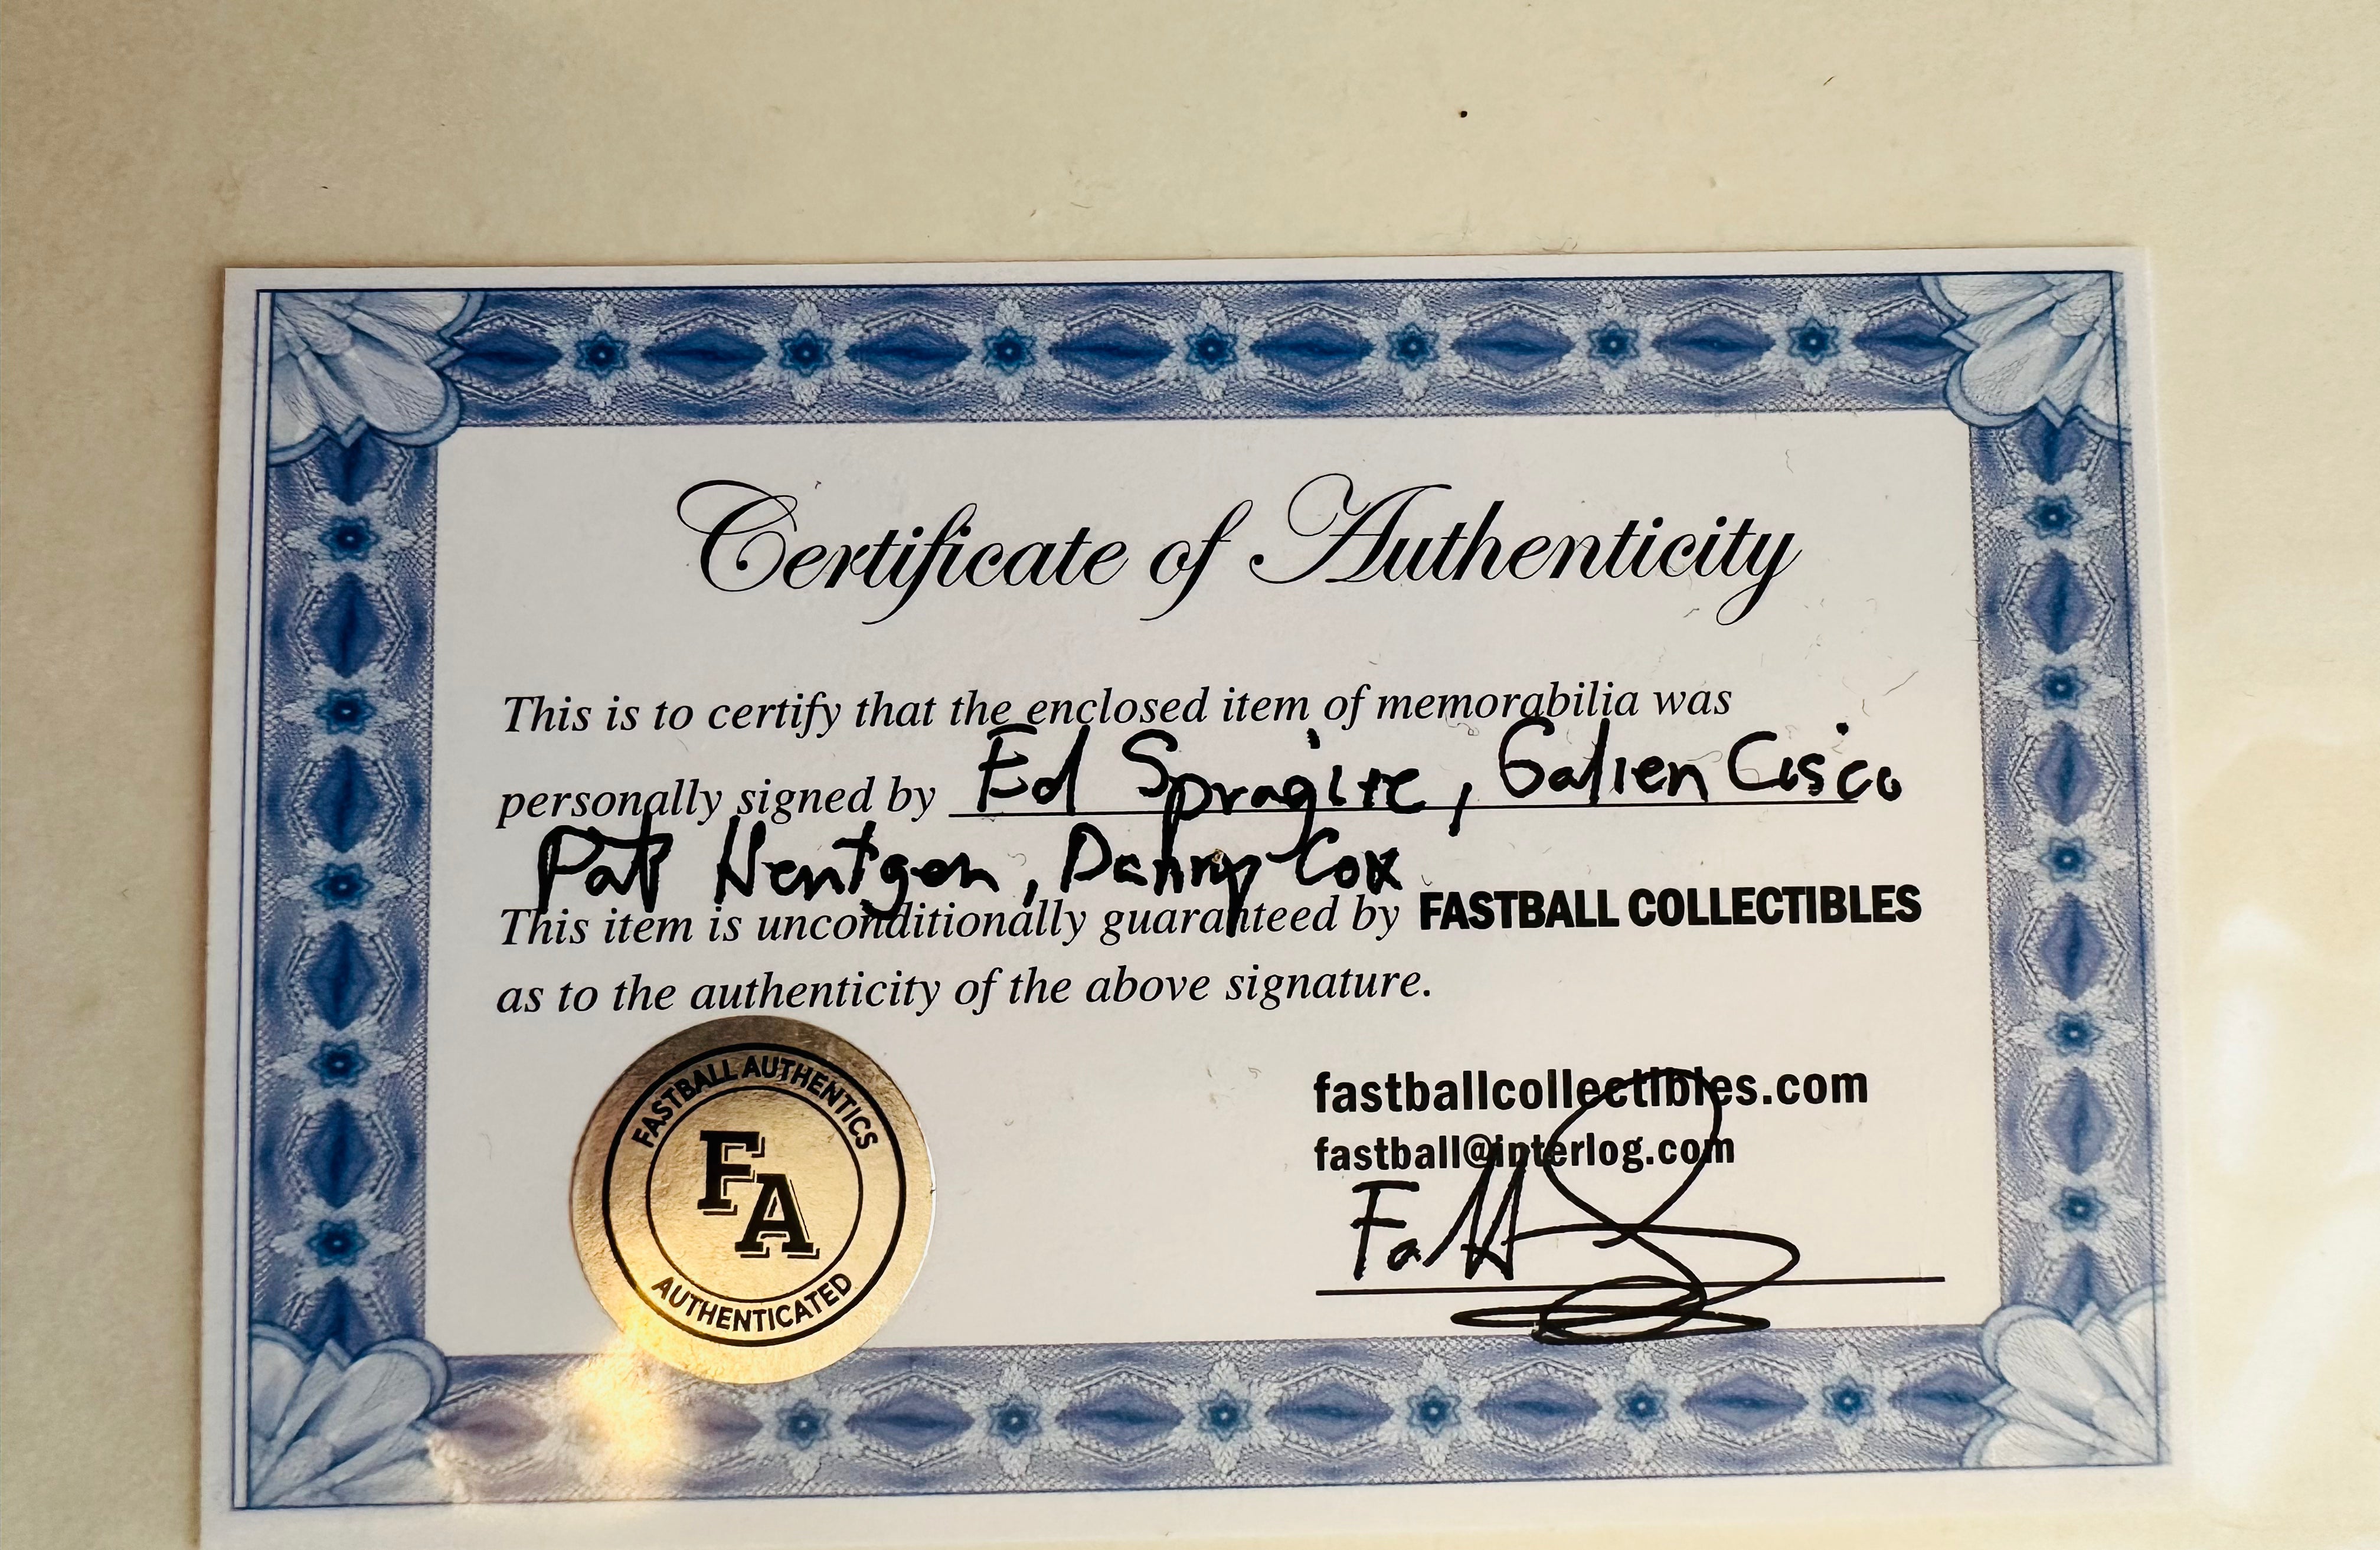 Certificate of Authenticity
This is to certify that the enclosed item of memorabilia was
personally signed by Ed Sprague, Galen Cisco
Pat Hentgen, Danny Cox
This item is unconditionally guaranteed by FASTBALL COLLECTIBLES
as to the authenticity of the above signature.
FASTBALL AUTHENTICS
FA
AUTHENTICATED
fastballcollectibles.com
fastball@interlog.com